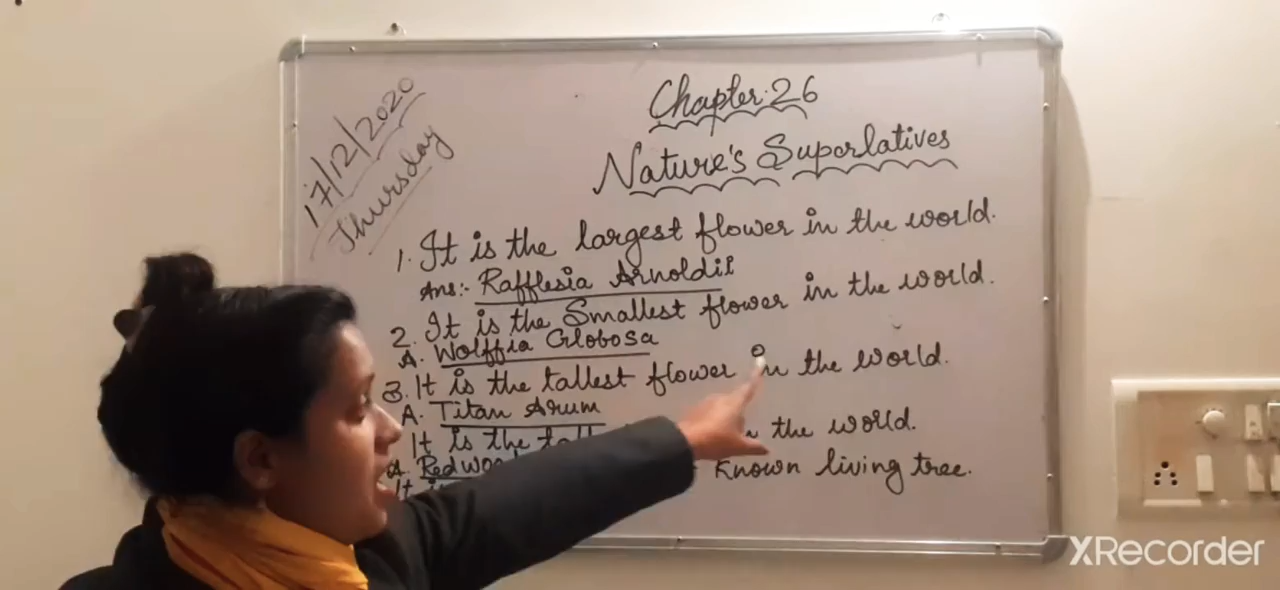 17/12/2020
Thursday
Chapter.26
Nature's Superlatives
1. It is the largest flower in the world.
Ans:- Rafflesia Arnoldii
2. It is the Smallest flower in the world.
A. Wolffia Globosa
3. It is the tallest flower in the world.
A. Titan Arum
It is the the world.
A.
It Known living tree.
XRecorder